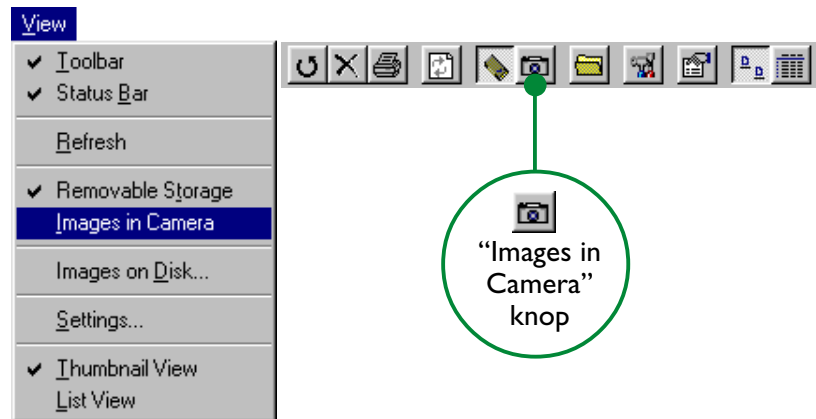 View
Toolbar
Status Bar
Refresh
Removable Storage
Images in Camera
Images on Disk...
Settings...
Thumbnail View
List View
D
D
“Images in
Camera”
knop